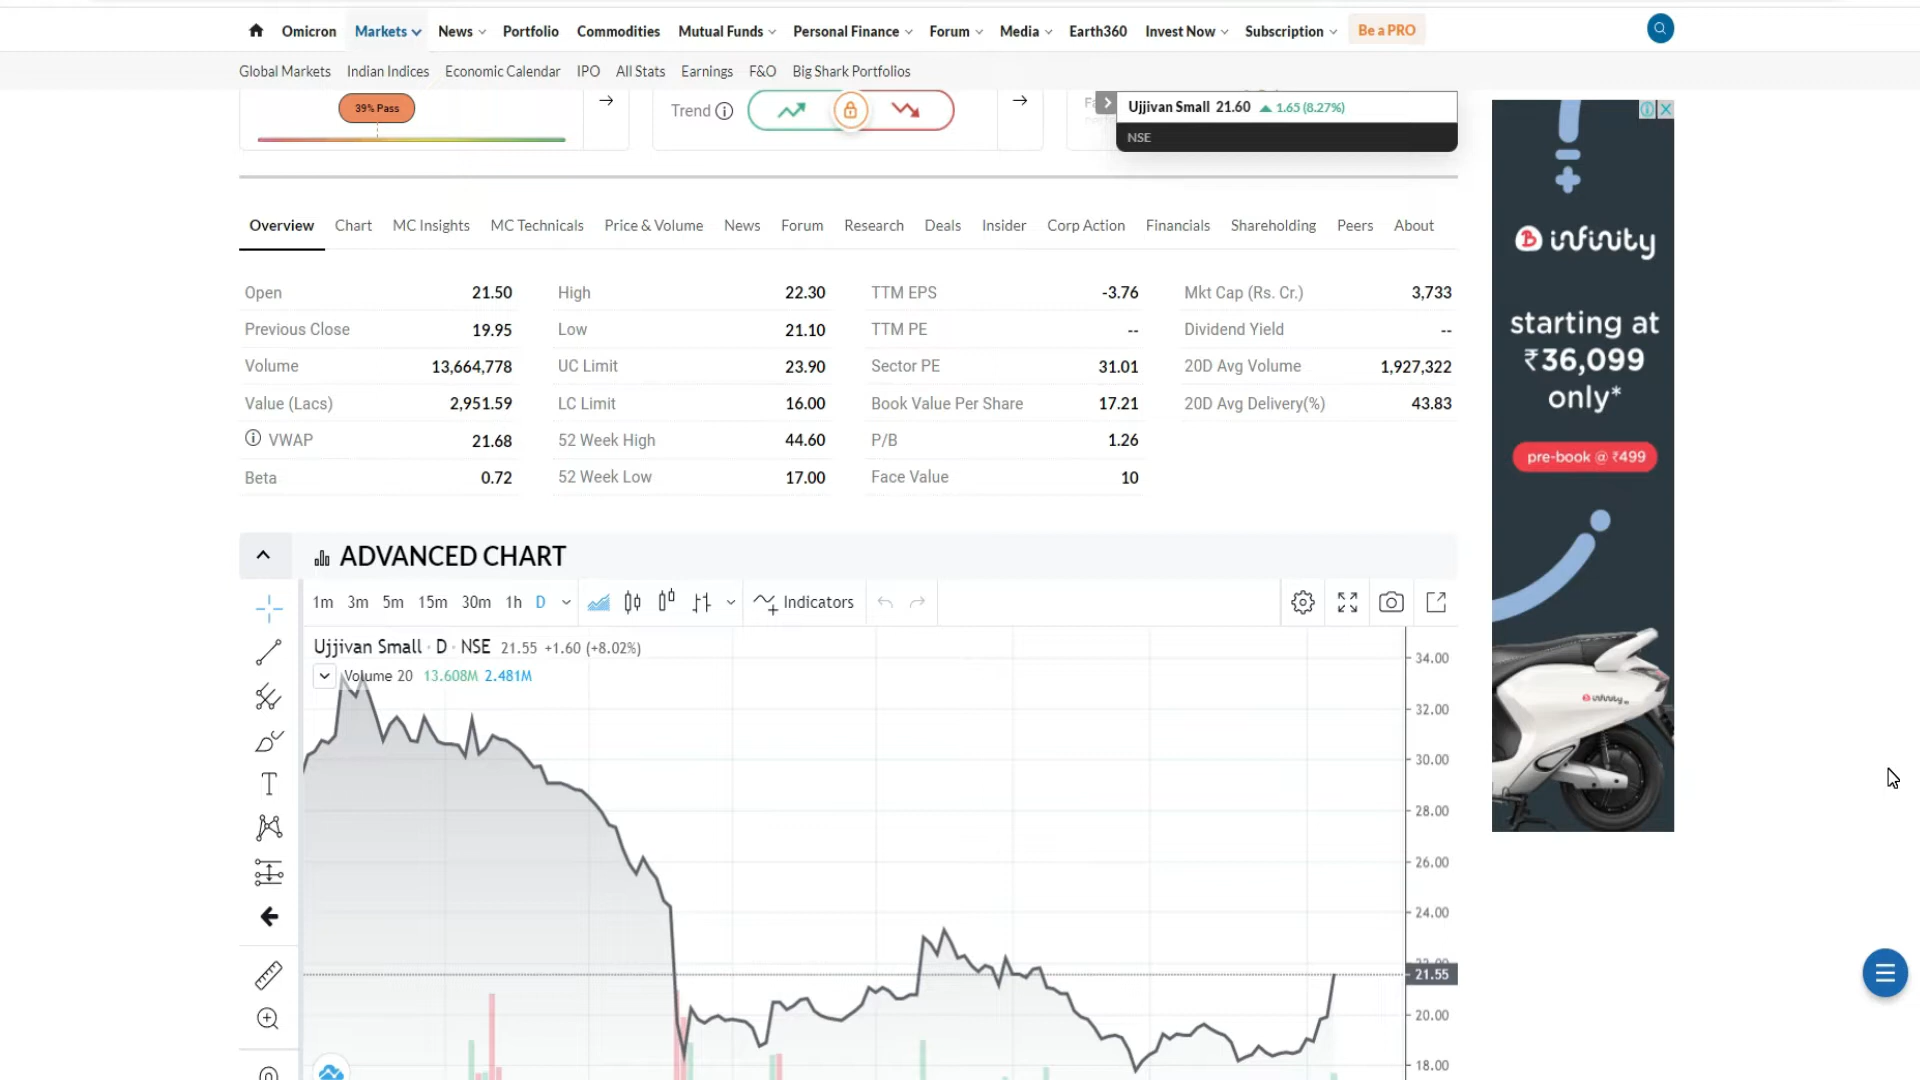 Omicron Markets News Portfolio Commodities Mutual Funds Personal Finance Forum Media Earth360 Invest Now Subscription Be a PRO
Global Markets Indian Indices Economic Calendar IPO All Stats Earnings F&O Big Shark Portfolios
39% Pass
Trend
Ujjivan Small 21.60 1.65 (8.27%)
NSE
Overview Chart MC Insights MC Technicals Price & Volume News Forum Research Deals Insider Corp Action Financials Shareholding Peers About
Open 21.50 High 22.30 TTM EPS -3.76 Mkt Cap (Rs. Cr.) 3,733
Previous Close 19.95 Low 21.10 TTM PE -- Dividend Yield --
Volume 13,664,778 UC Limit 23.90 Sector PE 31.01 20D Avg Volume 1,927,322
Value (Lacs) 2,951.59 LC Limit 16.00 Book Value Per Share 17.21 20D Avg Delivery(%) 43.83
VWAP 21.68 52 Week High 44.60 P/B 1.26
Beta 0.72 52 Week Low 17.00 Face Value 10
ADVANCED CHART
1m 3m 5m 15m 30m 1h D Indicators
Ujjivan Small · D · NSE 21.55 +1.60 (+8.02%)
Volume 20 13.608M 2.481M
34.00
32.00
30.00
28.00
26.00
24.00
21.55
20.00
18.00
B infinity
starting at
₹36,099
only*
pre-book @ ₹499
B infinity